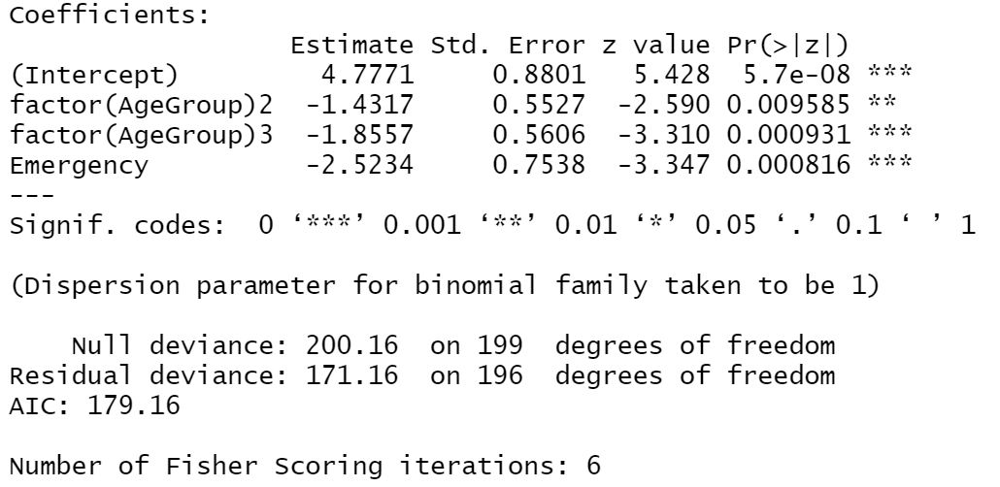 Coefficients:
Estimate Std. Error z value Pr(>|z|)
(Intercept) 4.7771 0.8801 5.428 5.7e-08 ***
factor(AgeGroup)2 -1.4317 0.5527 -2.590 0.009585 **
factor(AgeGroup)3 -1.8557 0.5606 -3.310 0.000931 ***
Emergency -2.5234 0.7538 -3.347 0.000816 ***
---
Signif. codes: 0 ‘***’ 0.001 ‘**’ 0.01 ‘*’ 0.05 ‘.’ 0.1 ‘ ’ 1
(Dispersion parameter for binomial family taken to be 1)
Null deviance: 200.16 on 199 degrees of freedom
Residual deviance: 171.16 on 196 degrees of freedom
AIC: 179.16
Number of Fisher Scoring iterations: 6